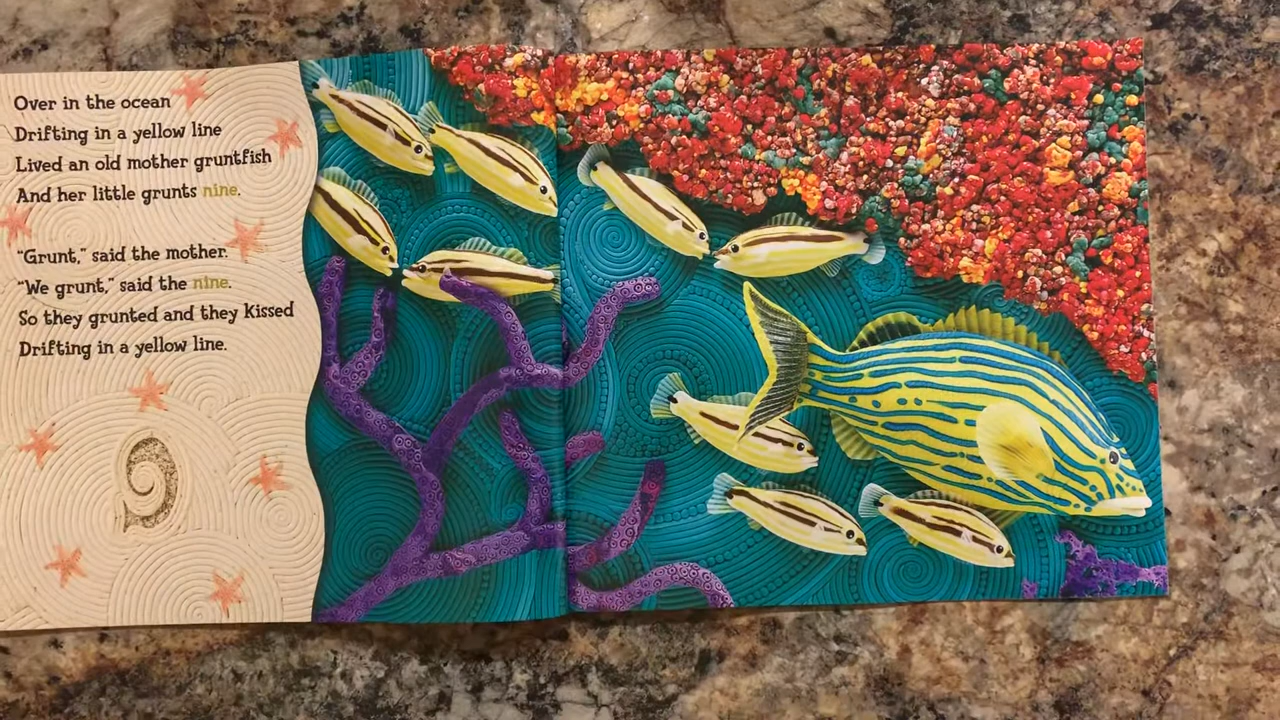 Over in the ocean
Drifting in a yellow line
Lived an old mother gruntfish
And her little grunts nine.
“Grunt,” said the mother.
“We grunt,” said the nine.
So they grunted and they kissed
Drifting in a yellow line.
9